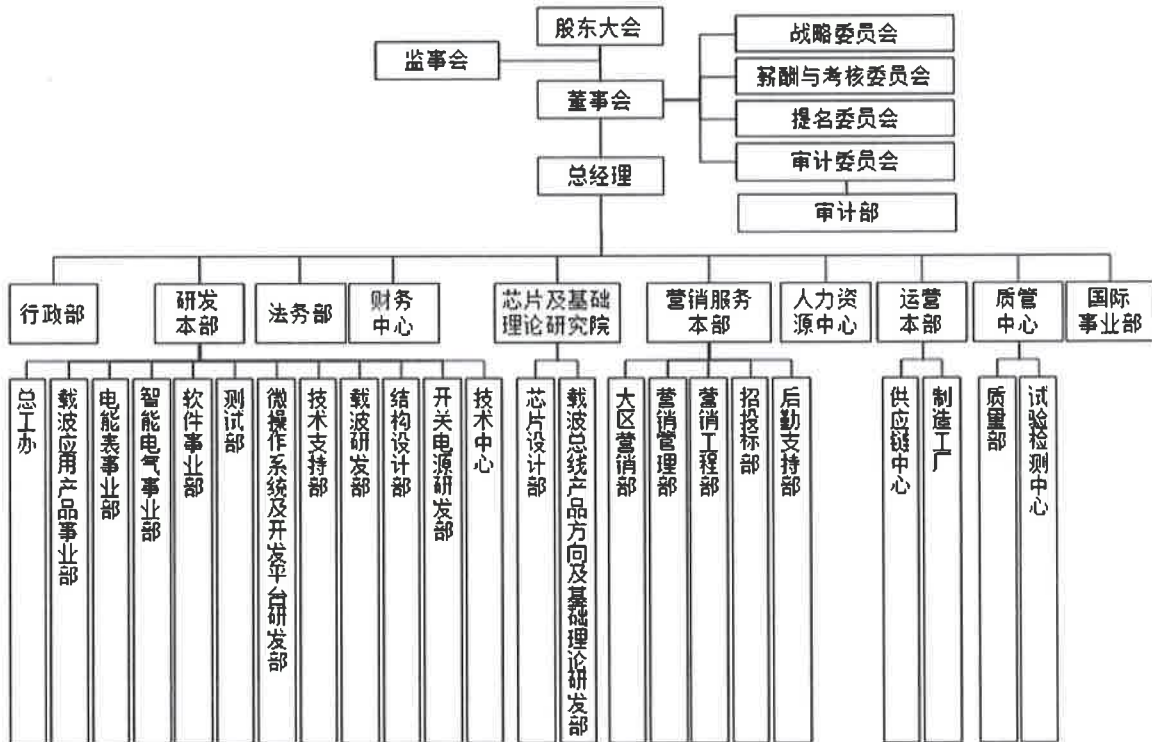 股东大会
监事会
董事会
总经理
战略委员会
薪酬与考核委员会
提名委员会
审计委员会
审计部
行政部
研发
本部
法务部
财务
中心
芯片及基础
理论研究院
营销服务
本部
人力资
源中心
运营
本部
质管
中心
国际
事业部
总工办
载波应用产品事业部
电能表事业部
智能电气事业部
软件事业部
测试部
微操作系统及开发平台研发部
技术支持部
载波研发部
结构设计部
开关电源研发部
技术中心
芯片设计部
载波总线产品方向及基础理论研发部
大区营销部
营销管理部
营销工程部
招投标部
后勤支持部
供应链中心
制造工厂
质量部
试验检测中心